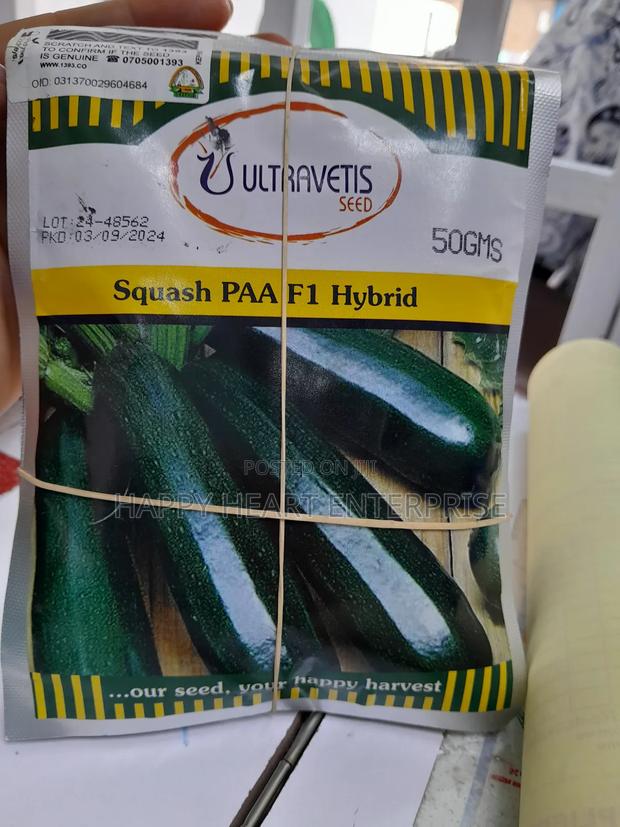 SCRATCH AND TEXT TO 1393
TO CONFIRM IF THE SEED
IS GENUINE ☎ 0705001393
www.1393.co
OID: 031370029604684
ULTRAVETIS
SEED
LOT:24-48562
PKD:03/09/2024
50GMS
Squash PAA F1 Hybrid
POSTED ON JIJI
HAPPY HEART ENTERPRISE
...our seed, your happy harvest